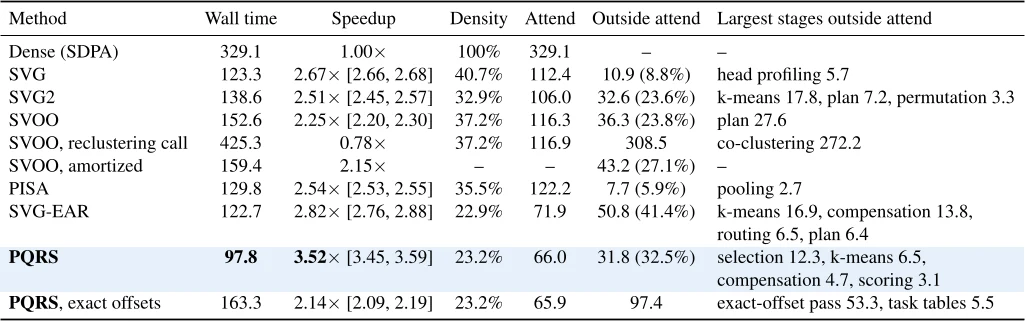 Method Wall time Speedup Density Attend Outside attend Largest stages outside attend
Dense (SDPA) 329.1 1.00× 100% 329.1 – –
SVG 123.3 2.67× [2.66, 2.68] 40.7% 112.4 10.9 (8.8%) head profiling 5.7
SVG2 138.6 2.51× [2.45, 2.57] 32.9% 106.0 32.6 (23.6%) k-means 17.8, plan 7.2, permutation 3.3
SVOO 152.6 2.25× [2.20, 2.30] 37.2% 116.3 36.3 (23.8%) plan 27.6
SVOO, reclustering call 425.3 0.78× 37.2% 116.9 308.5 co-clustering 272.2
SVOO, amortized 159.4 2.15× – – 43.2 (27.1%) –
PISA 129.8 2.54× [2.53, 2.55] 35.5% 122.2 7.7 (5.9%) pooling 2.7
SVG-EAR 122.7 2.82× [2.76, 2.88] 22.9% 71.9 50.8 (41.4%) k-means 16.9, compensation 13.8,
routing 6.5, plan 6.4
PQRS 97.8 3.52× [3.45, 3.59] 23.2% 66.0 31.8 (32.5%) selection 12.3, k-means 6.5,
compensation 4.7, scoring 3.1
PQRS, exact offsets 163.3 2.14× [2.09, 2.19] 23.2% 65.9 97.4 exact-offset pass 53.3, task tables 5.5